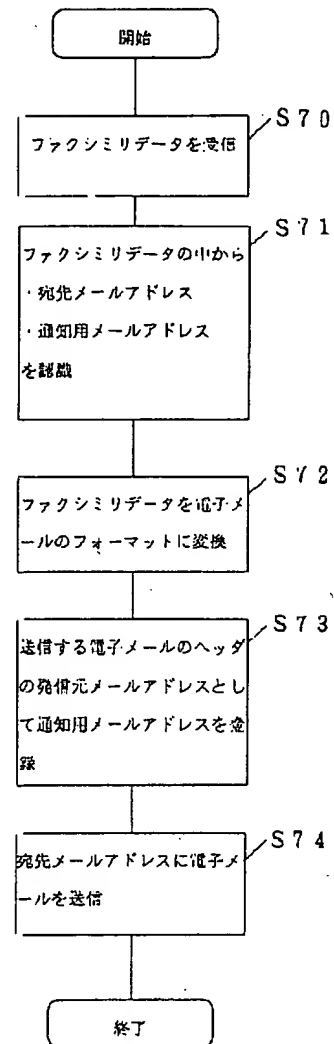 開始
S70
ファクシミリデータを受信
S71
ファクシミリデータの中から
・宛先メールアドレス
・通知用メールアドレス
を認識
S72
ファクシミリデータを電子メ
ールのフォーマットに変換
S73
送信する電子メールのヘッダ
の発信元メールアドレスとし
て通知用メールアドレスを登
録
S74
宛先メールアドレスに電子メ
ールを送信
終了